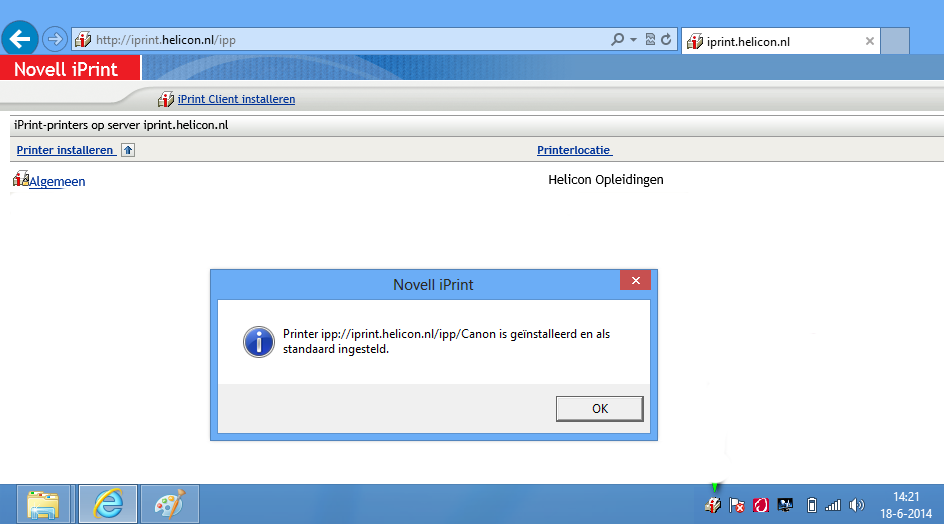 http://iprint.helicon.nl/ipp
iprint.helicon.nl
Novell iPrint
iPrint Client installeren
iPrint-printers op server iprint.helicon.nl
Printer installeren
Printerlocatie
Algemeen
Helicon Opleidingen
Novell iPrint
Printer ipp://iprint.helicon.nl/ipp/Canon is geïnstalleerd en als
standaard ingesteld.
OK
14:21
18-6-2014